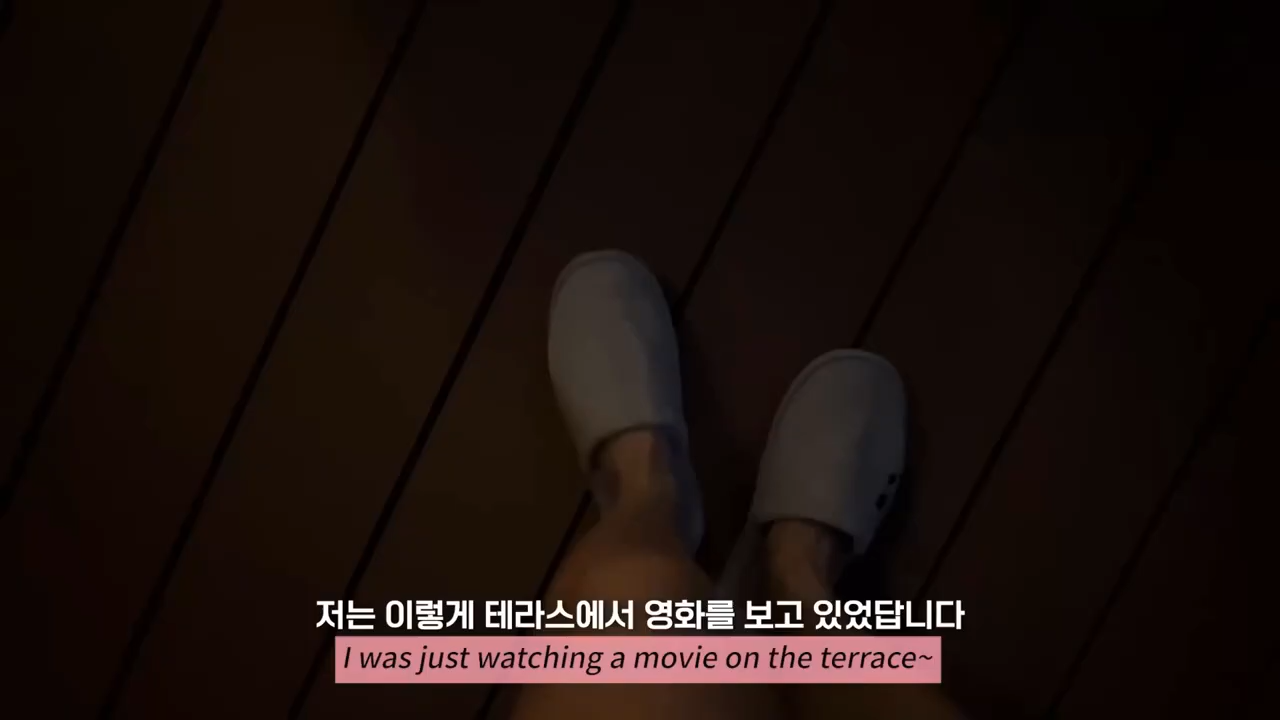 저는 이렇게 테라스에서 영화를 보고 있었답니다
I was just watching a movie on the terrace~